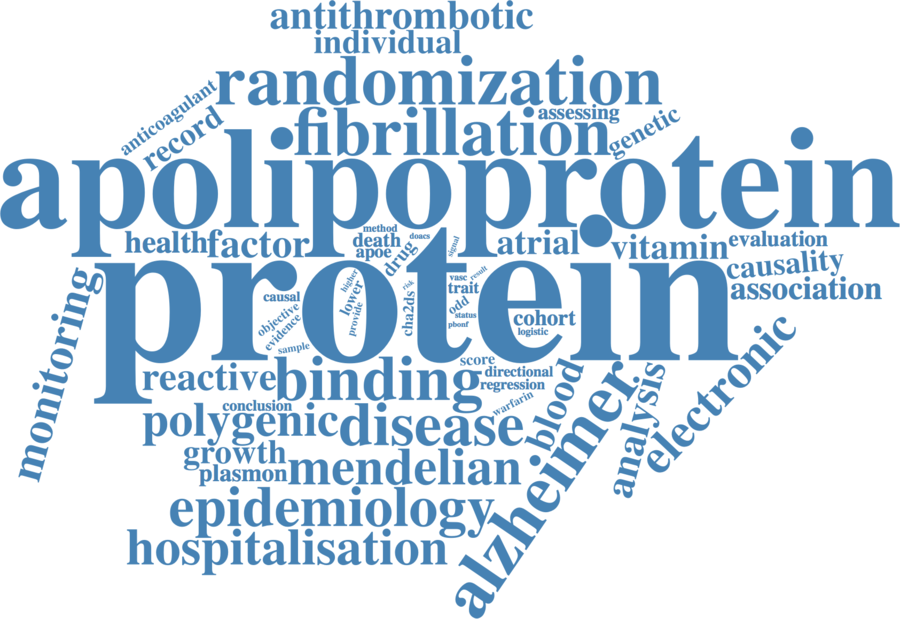 antithrombotic
individual
randomization
anticoagulant
record
fibrillation
assessing
genetic
apolipoprotein
health
factor
method
death
doacs
apoe
drug
signal
atrial
vitamin
evaluation
causality
association
protein
monitoring
higher
lower
provide
causal
objective
evidence
sample
risk
cha2ds
vasc
result
trait
odd
status
pbonf
cohort
logistic
electronic
reactive
binding
score
directional
regression
warfarin
conclusion
polygenic
disease
blood
analysis
alzheimer
growth
plasmon
mendelian
epidemiology
hospitalisation